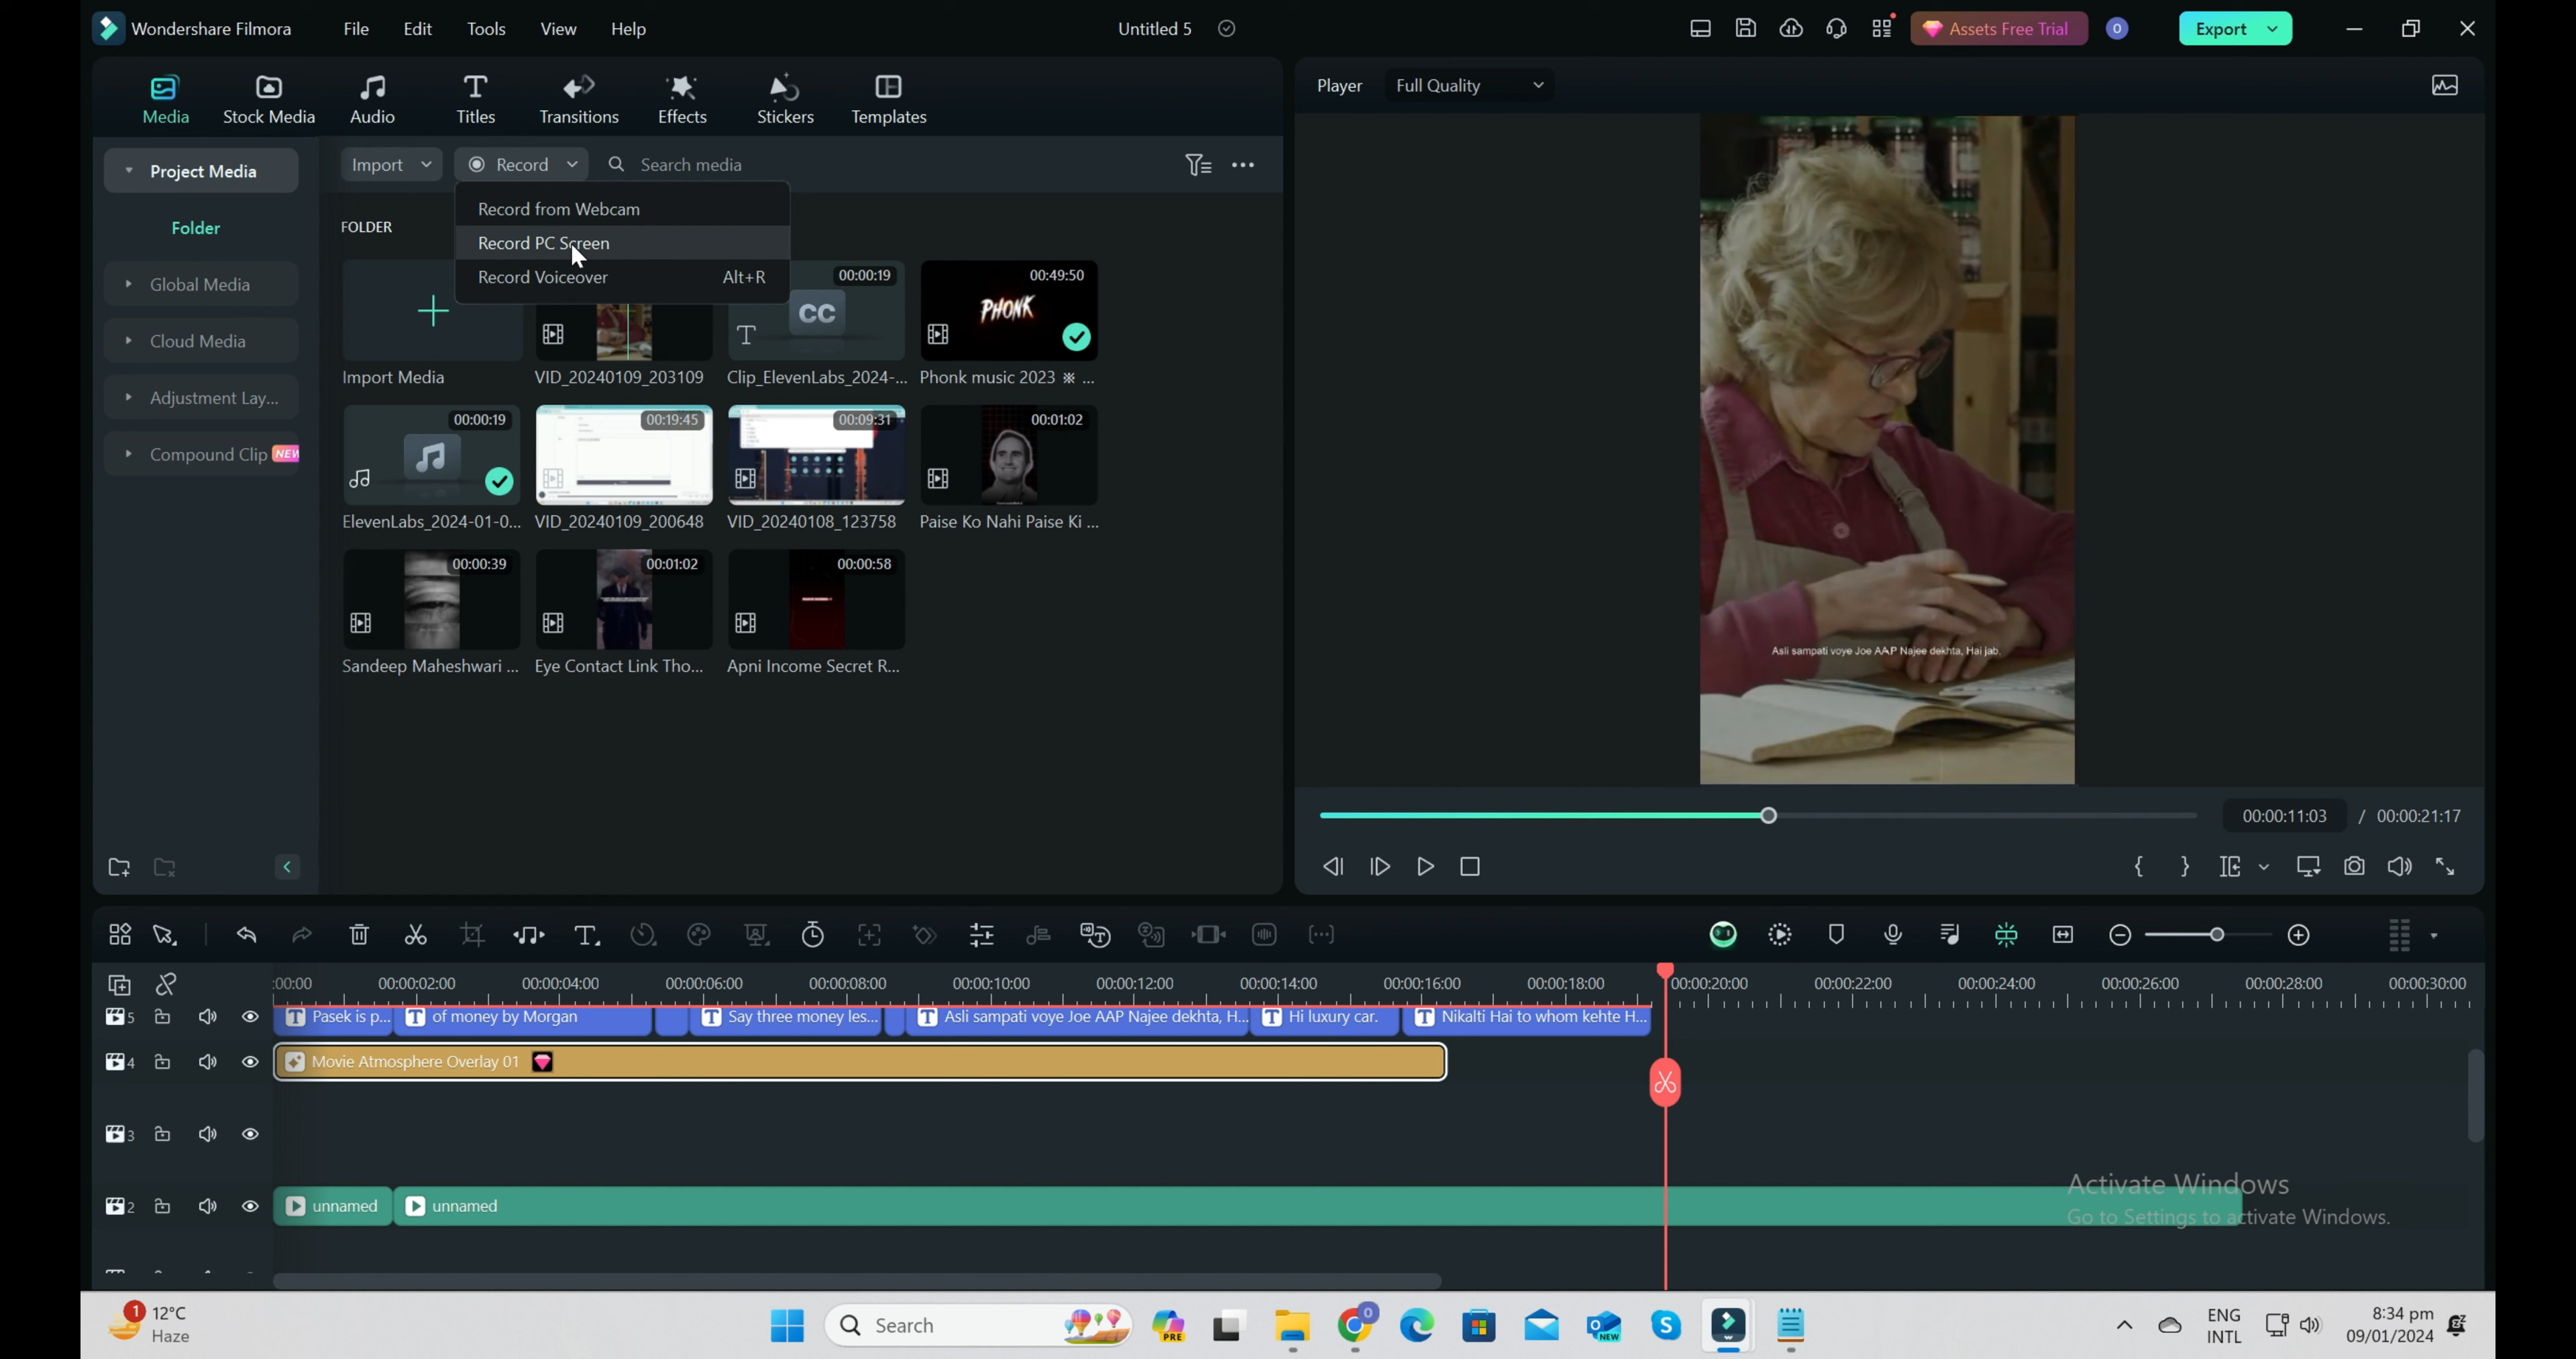 Wondershare Filmora File Edit Tools View Help Untitled 5 Assets Free Trial O Export
Media Stock Media Audio Titles Transitions Effects Stickers Templates
Player Full Quality
Project Media
Folder
Global Media
Cloud Media
Adjustment Lay...
Compound Clip NEW
Import Record Search media
Record from Webcam
Record PC Screen
Record Voiceover Alt+R
FOLDER
00:00:19 00:49:50
CC PHONK
Import Media VID_20240109_203109 Clip_ElevenLabs_2024-... Phonk music 2023 ※ ...
00:00:19 00:19:45 00:09:31 00:01:02
ElevenLabs_2024-01-0... VID_20240109_200648 VID_20240108_123758 Paise Ko Nahi Paise Ki ...
00:00:39 00:01:02 00:00:58
Sandeep Maheshwari ... Eye Contact Link Tho... Apni Income Secret R...
Asli sampati voye Joe AAP Najee dekhta, Hai jab.
00:00:11:03 / 00:00:21:17
:00:00 00:00:02:00 00:00:04:00 00:00:06:00 00:00:08:00 00:00:10:00 00:00:12:00 00:00:14:00 00:00:16:00 00:00:18:00 00:00:20:00 00:00:22:00 00:00:24:00 00:00:26:00 00:00:28:00 00:00:30:00
5 Pasek is p... of money by Morgan Say three money les... Asli sampati voye Joe AAP Najee dekhta, H... Hi luxury car. Nikalti Hai to whom kehte H...
4 Movie Atmosphere Overlay 01
3
2 unnamed unnamed
Activate Windows
Go to Settings to activate Windows.
1 12°C
Haze
Search
PRE
NEW
ENG
INTL
8:34 pm
09/01/2024